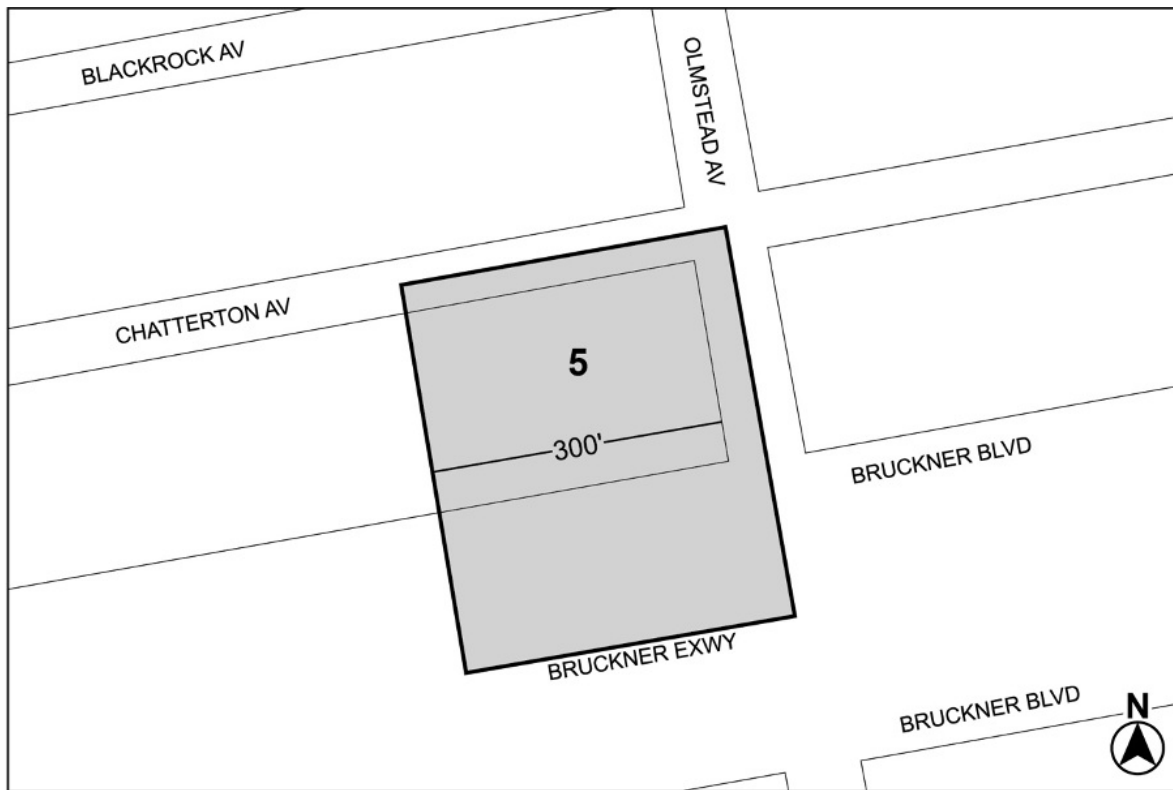 BLACKROCK AV
OLMSTEAD AV
CHATTERTON AV
5
300'
BRUCKNER BLVD
BRUCKNER EXWY
BRUCKNER BLVD
N